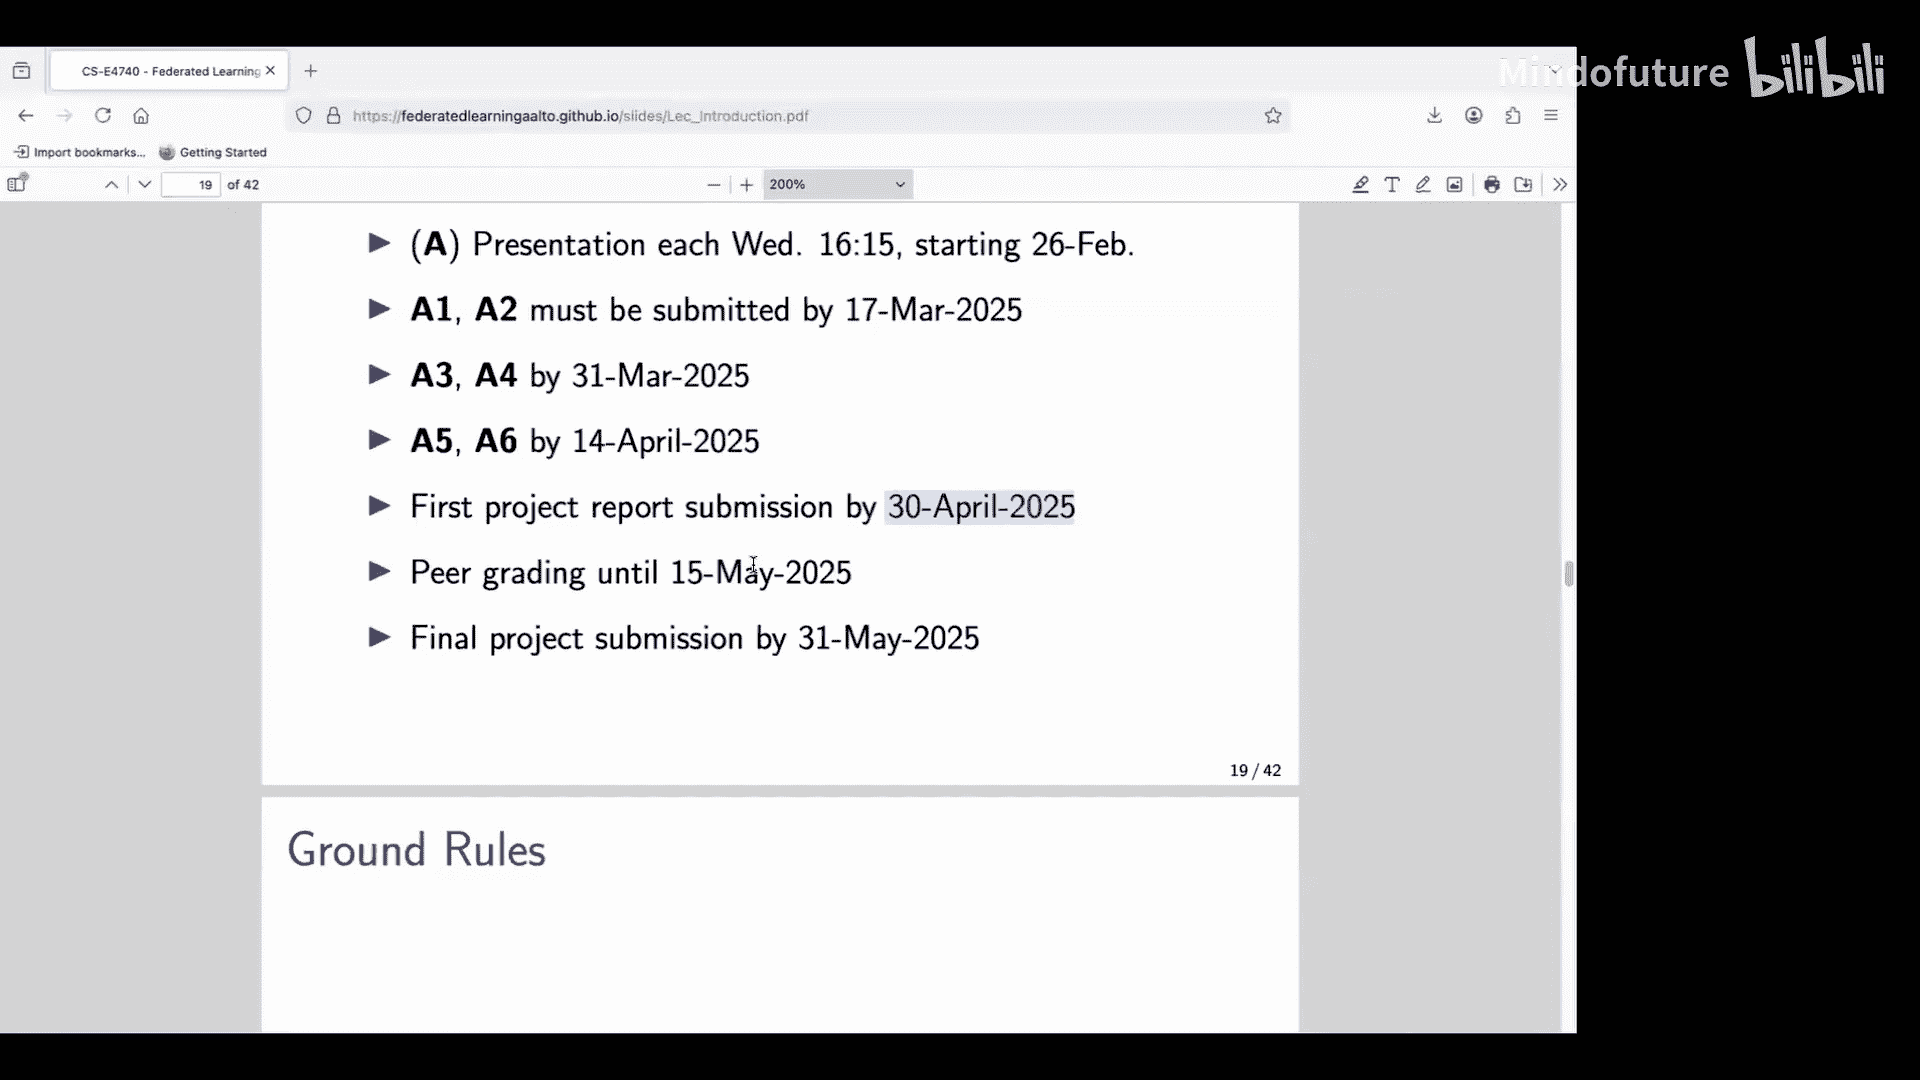 Mindofuture bilibili
CS-E4740 - Federated Learning
https://federatedlearningaalto.github.io/slides/Lec_Introduction.pdf
Import bookmarks... Getting Started
19 of 42 200%
(A) Presentation each Wed. 16:15, starting 26-Feb.
A1, A2 must be submitted by 17-Mar-2025
A3, A4 by 31-Mar-2025
A5, A6 by 14-April-2025
First project report submission by 30-April-2025
Peer grading until 15-May-2025
Final project submission by 31-May-2025
19 / 42
Ground Rules